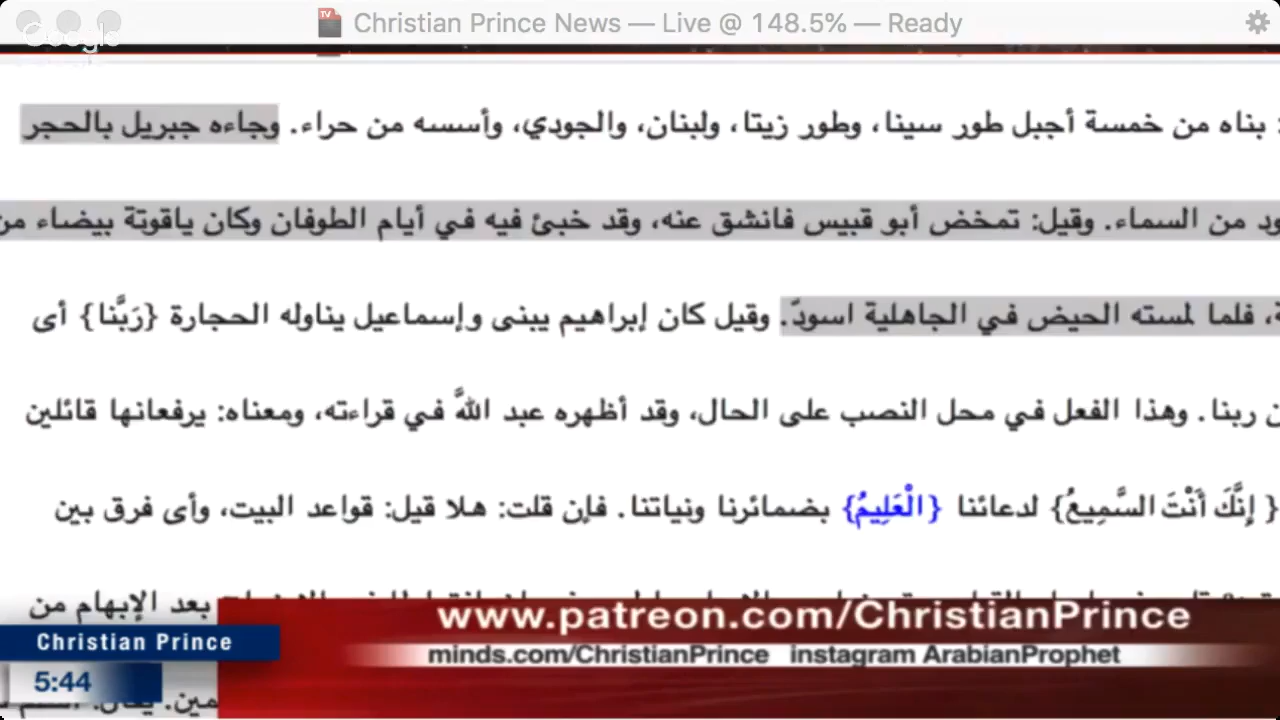 Christian Prince News — Live @ 148.5% — Ready
Google
: بناه من خمسة أجبل طور سينا، وطور زيتا، ولبنان، والجودي، وأسسه من حراء. وجاءه جبريل بالحجر
من السماء. وقيل: تمخض أبو قبيس فانشق عنه، وقد خبئ فيه في أيام الطوفان وكان ياقوتة بيضاء من
، فلما لمسته الحيض في الجاهلية اسودّ. وقيل كان إبراهيم يبنى وإسماعيل يناوله الحجارة {رَبَّنا} أى
ربنا. وهذا الفعل في محل النصب على الحال، وقد أظهره عبد اللَّه في قراءته، ومعناه: يرفعانها قائلين
{ إِنَّكَ أَنْتَ السَّمِيعُ} لدعائنا {الْعَلِيمُ} بضمائرنا ونياتنا. فإن قلت: هلا قيل: قواعد البيت، وأى فرق بين
بعد الإبهام من
www.patreon.com/ChristianPrince
Christian Prince
minds.com/ChristianPrince instagram ArabianProphet
5:44